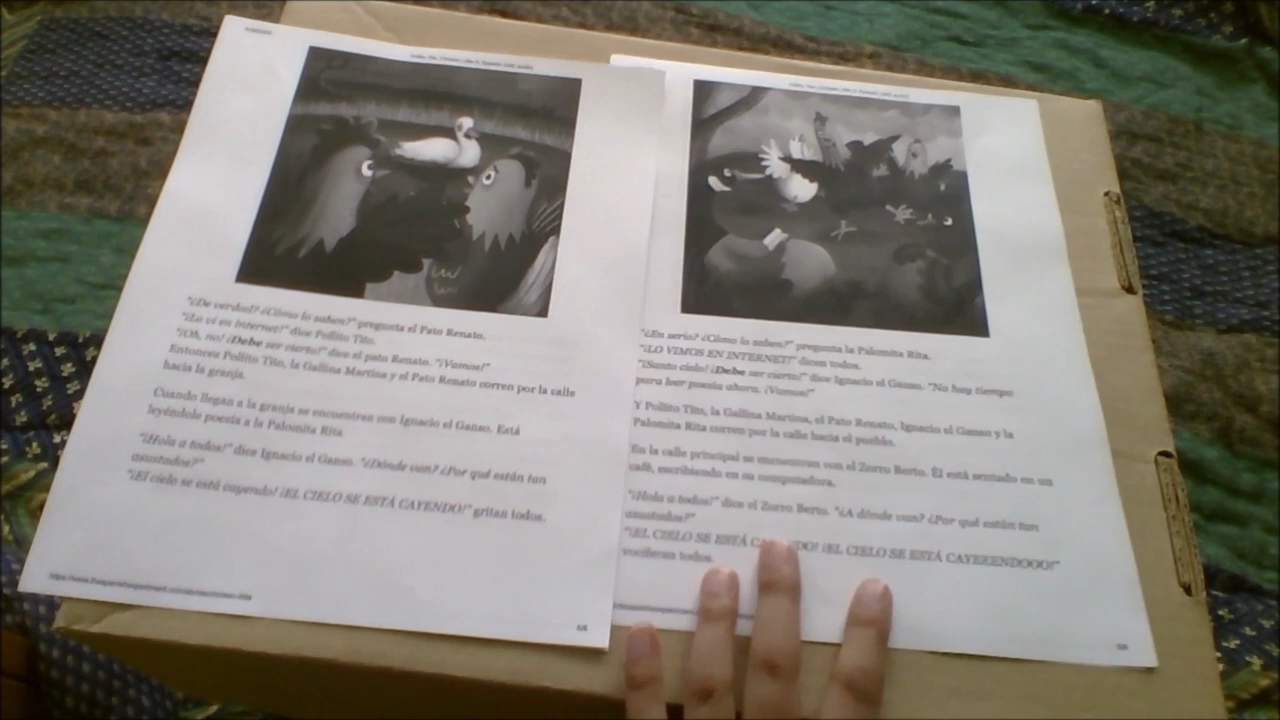 "¿De verdad? ¿Cómo lo saben?" pregunta el Pato Renato.
"¡Lo vi en internet!" dice Pollito Tito.
"¡Oh, no! ¡Debe ser cierto!" dice el pato Renato. "¡Vamos!"
Entonces Pollito Tito, la Gallina Martina y el Pato Renato corren por la calle
hacia la granja.
Cuando llegan a la granja se encuentran con Ignacio el Ganso. Está
leyéndole poesía a la Palomita Rita.
"¡Hola a todos!" dice Ignacio el Ganso. "¿Dónde van? ¿Por qué están tan
asustados?"
"¡El cielo se está cayendo! ¡EL CIELO SE ESTÁ CAYENDO!" gritan todos.
"¿En serio? ¿Cómo lo saben?" pregunta la Palomita Rita.
"¡LO VIMOS EN INTERNET!" dicen todos.
"¡Santo cielo! ¡Debe ser cierto!" dice Ignacio el Ganso. "No hay tiempo
para leer poesía ahora. ¡Vamos!"
Y Pollito Tito, la Gallina Martina, el Pato Renato, Ignacio el Ganso y la
Palomita Rita corren por la calle hacia el pueblo.
En la calle principal se encuentran con el Zorro Berto. Él está sentado en un
café, escribiendo en su computadora.
"¡Hola a todos!" dice el Zorro Berto. "¿A dónde van? ¿Por qué están tan
asustados?"
"¡EL CIELO SE ESTÁ CAYENDO! ¡EL CIELO SE ESTÁ CAYEEENDOOO!"
vociferan todos.